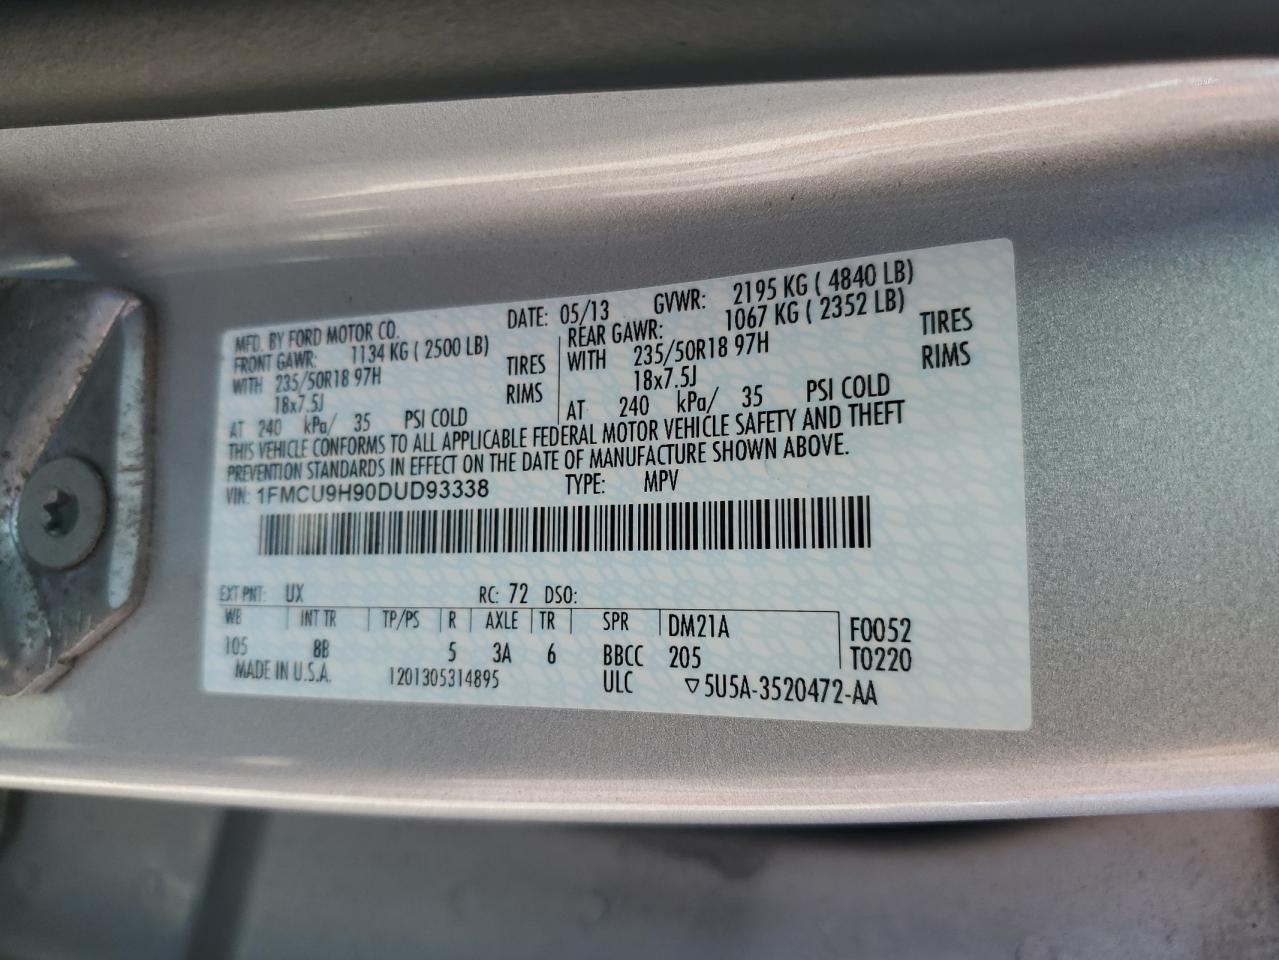 MFD. BY FORD MOTOR CO. DATE: 05/13 GVWR: 2195 KG ( 4840 LB)
FRONT GAWR: 1134 KG ( 2500 LB) REAR GAWR: 1067 KG ( 2352 LB)
WITH 235/50R18 97H TIRES WITH 235/50R18 97H TIRES
18x7.5J RIMS 18x7.5J RIMS
AT 240 kPa/ 35 PSI COLD AT 240 kPa/ 35 PSI COLD
THIS VEHICLE CONFORMS TO ALL APPLICABLE FEDERAL MOTOR VEHICLE SAFETY AND THEFT
PREVENTION STANDARDS IN EFFECT ON THE DATE OF MANUFACTURE SHOWN ABOVE.
VIN: 1FMCU9H90DUD93338 TYPE: MPV
EXT PNT: UX RC: 72 DSO:
WB INT TR TP/PS R AXLE TR SPR DM21A F0052
105 8B 5 3A 6 BBCC 205 T0220
MADE IN U.S.A. 1201305314895 ULC ▽5U5A-3520472-AA